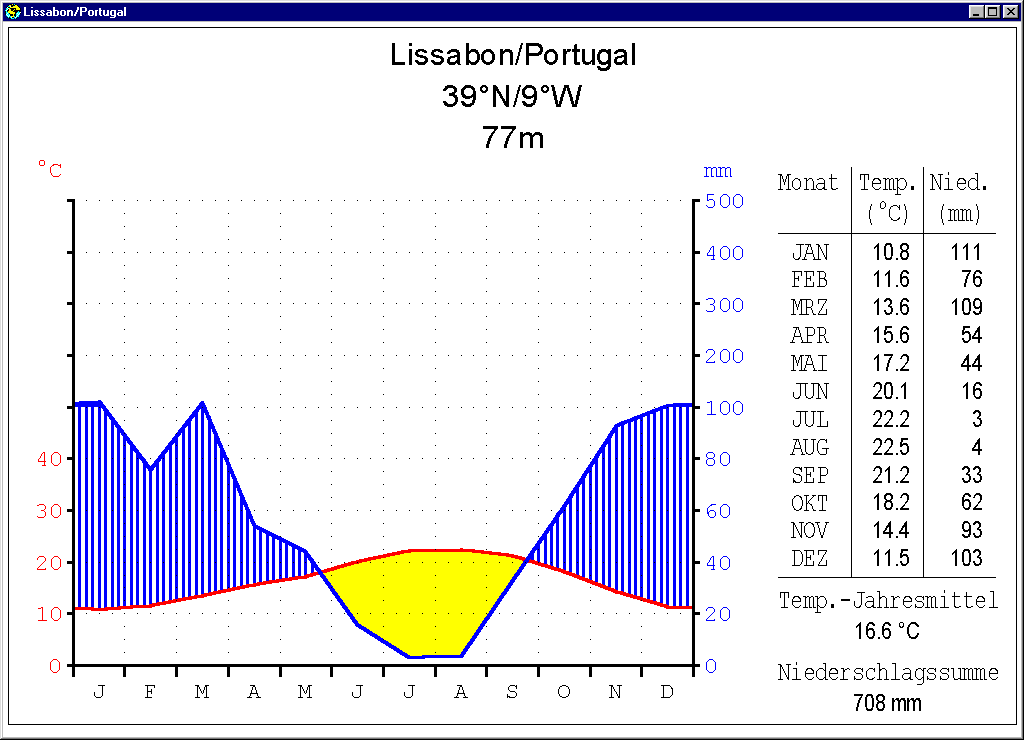 Lissabon/Portugal
Lissabon/Portugal
39°N/9°W
77m
°C
mm
500
400
300
200
100
40 80
30 60
20 40
10 20
0 0
J F M A M J J A S O N D
Monat Temp. Nied.
(°C) (mm)
JAN 10.8 111
FEB 11.6 76
MRZ 13.6 109
APR 15.6 54
MAI 17.2 44
JUN 20.1 16
JUL 22.2 3
AUG 22.5 4
SEP 21.2 33
OKT 18.2 62
NOV 14.4 93
DEZ 11.5 103
Temp.-Jahresmittel
16.6 °C
Niederschlagssumme
708 mm